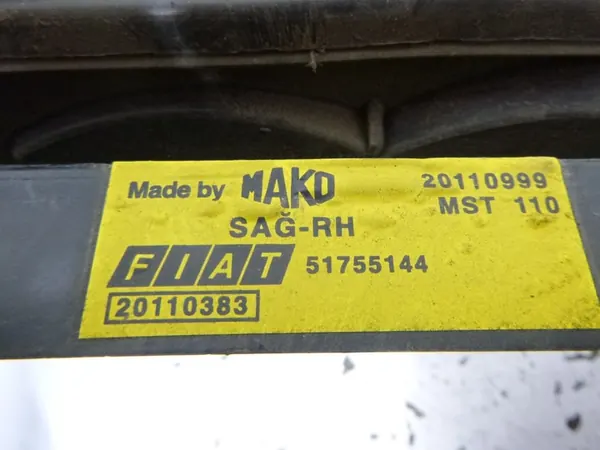 Made by MAKO 20110999
SAĞ-RH MST 110
FIAT 51755144
20110383